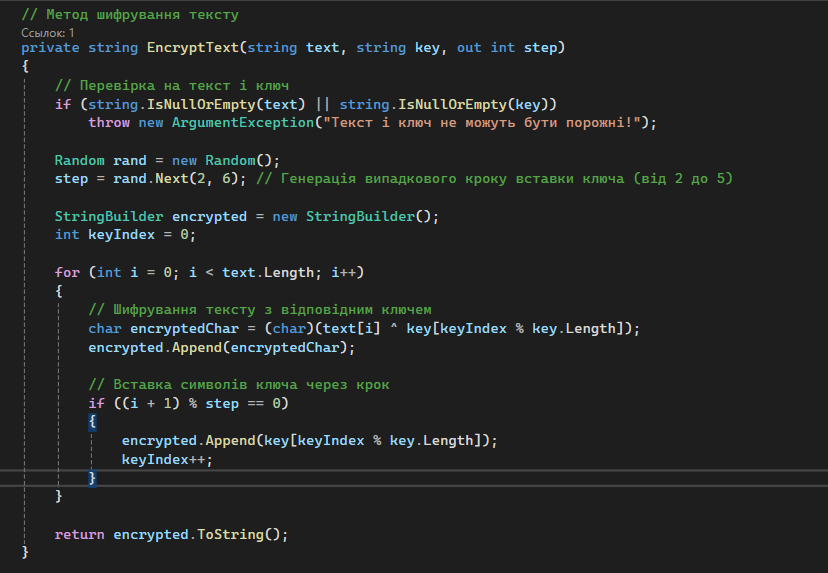 // Метод шифрування тексту
Ссылок: 1
private string EncryptText(string text, string key, out int step)
{
// Перевірка на текст і ключ
if (string.IsNullOrEmpty(text) || string.IsNullOrEmpty(key))
throw new ArgumentException("Текст і ключ не можуть бути порожні!");
Random rand = new Random();
step = rand.Next(2, 6); // Генерація випадкового кроку вставки ключа (від 2 до 5)
StringBuilder encrypted = new StringBuilder();
int keyIndex = 0;
for (int i = 0; i < text.Length; i++)
{
// Шифрування тексту з відповідним ключем
char encryptedChar = (char)(text[i] ^ key[keyIndex % key.Length]);
encrypted.Append(encryptedChar);
// Вставка символів ключа через крок
if ((i + 1) % step == 0)
{
encrypted.Append(key[keyIndex % key.Length]);
keyIndex++;
}
}
return encrypted.ToString();
}